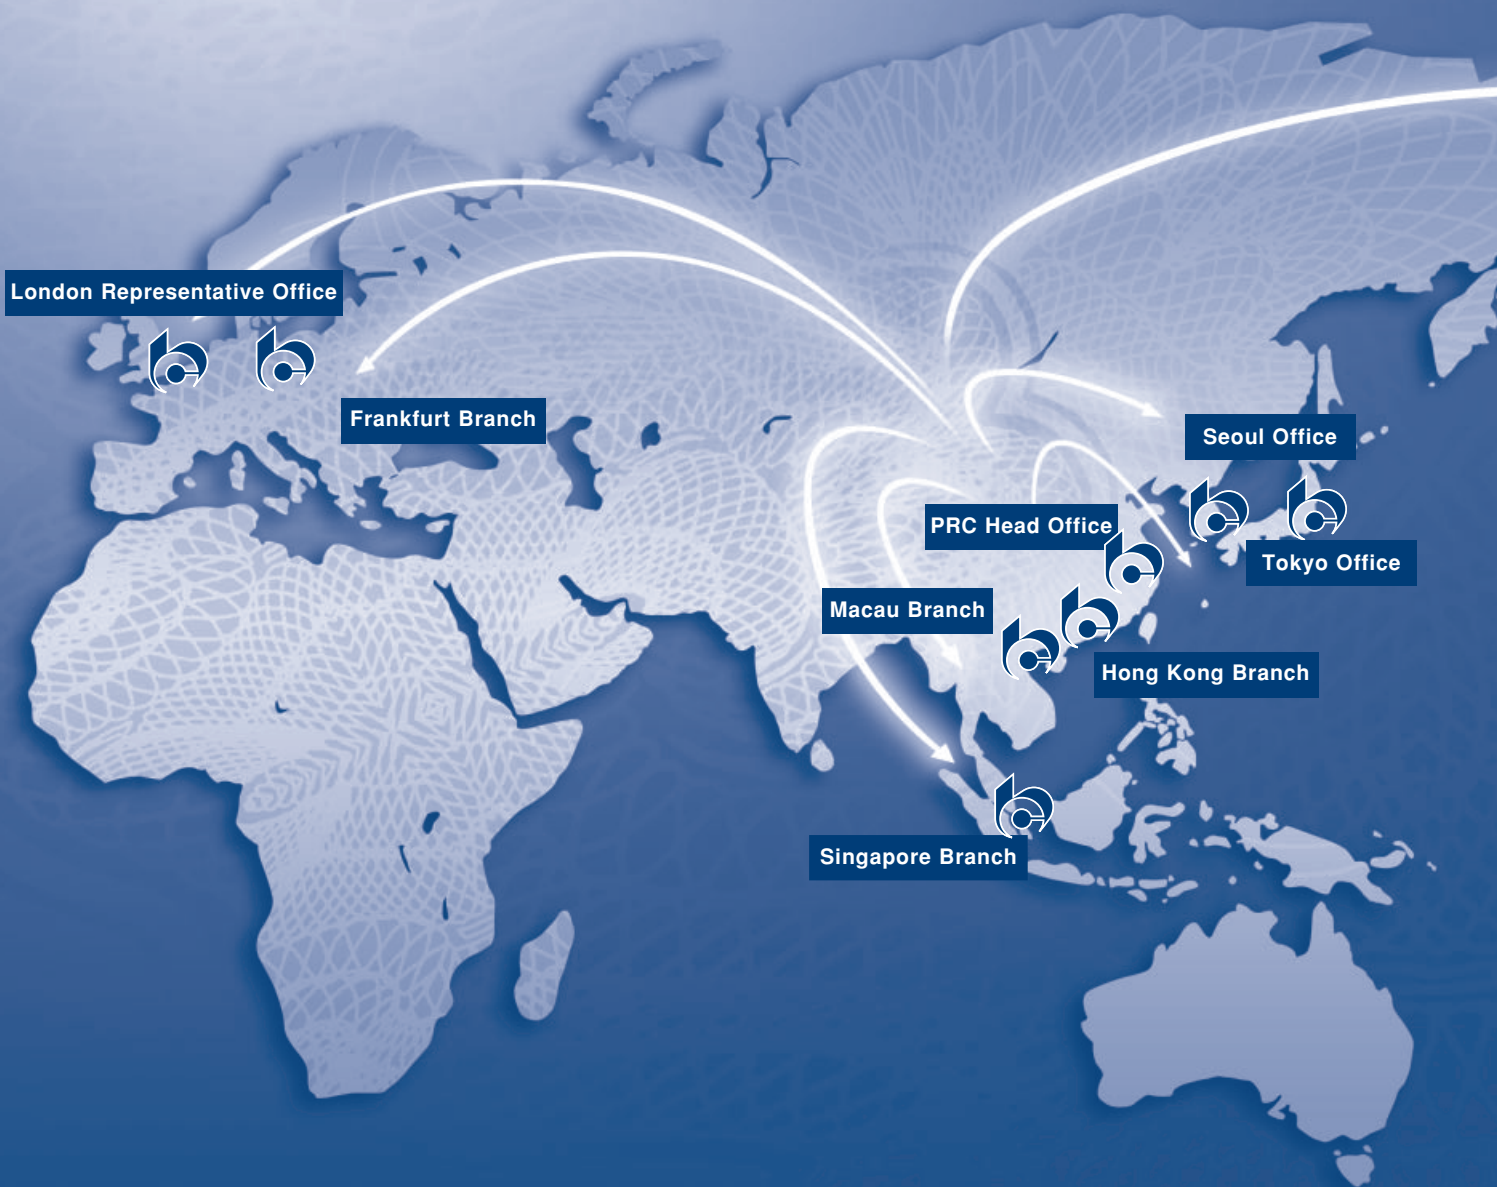 London Representative Office
Frankfurt Branch
Seoul Office
PRC Head Office
Tokyo Office
Macau Branch
Hong Kong Branch
Singapore Branch